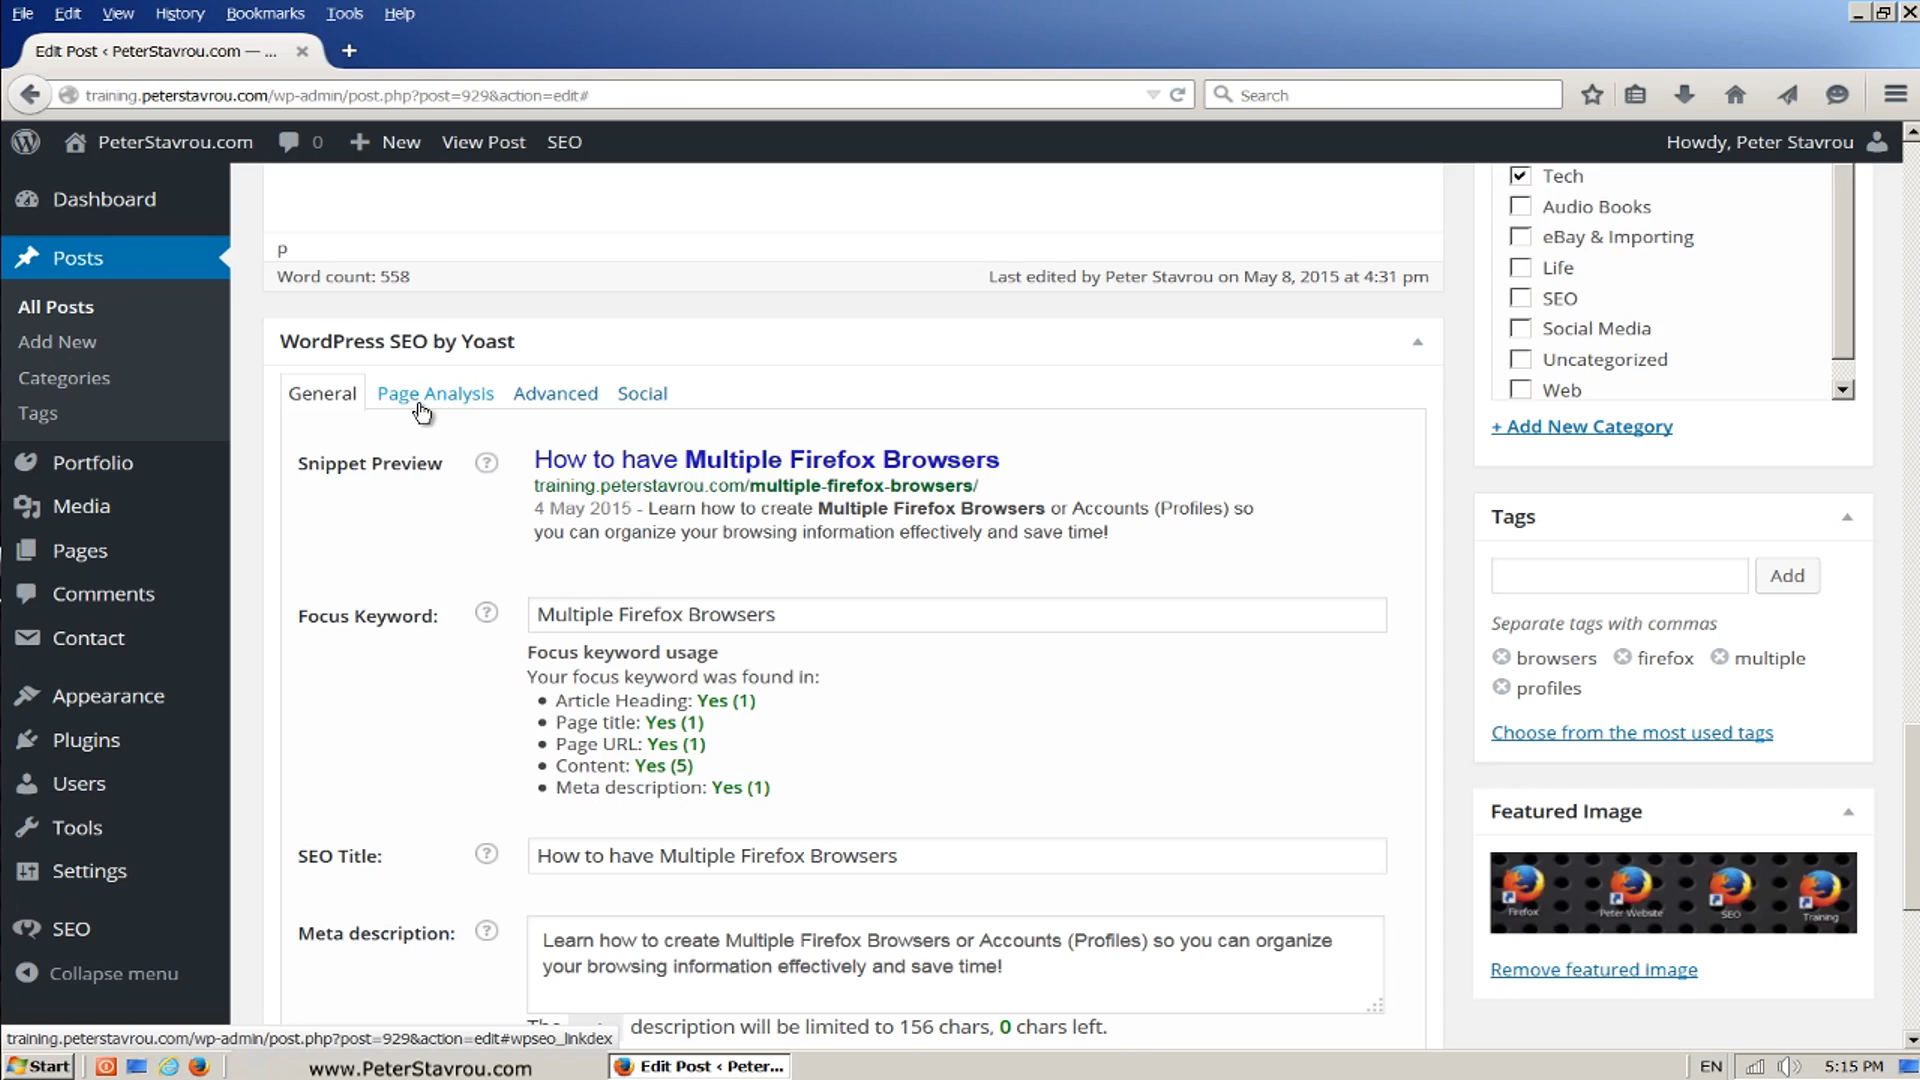 File Edit View History Bookmarks Tools Help
Edit Post ‹ PeterStavrou.com — ...
training.peterstavrou.com/wp-admin/post.php?post=929&action=edit#
Search
PeterStavrou.com 0 New View Post SEO
Howdy, Peter Stavrou
Dashboard
Posts
All Posts
Add New
Categories
Tags
Portfolio
Media
Pages
Comments
Contact
Appearance
Plugins
Users
Tools
Settings
SEO
Collapse menu
p
Word count: 558
Last edited by Peter Stavrou on May 8, 2015 at 4:31 pm
WordPress SEO by Yoast
General Page Analysis Advanced Social
Snippet Preview ?
How to have Multiple Firefox Browsers
training.peterstavrou.com/multiple-firefox-browsers/
4 May 2015 - Learn how to create Multiple Firefox Browsers or Accounts (Profiles) so
you can organize your browsing information effectively and save time!
Focus Keyword: ?
Multiple Firefox Browsers
Focus keyword usage
Your focus keyword was found in:
• Article Heading: Yes (1)
• Page title: Yes (1)
• Page URL: Yes (1)
• Content: Yes (5)
• Meta description: Yes (1)
SEO Title: ?
How to have Multiple Firefox Browsers
Meta description: ?
Learn how to create Multiple Firefox Browsers or Accounts (Profiles) so you can organize
your browsing information effectively and save time!
description will be limited to 156 chars, 0 chars left.
Tech
Audio Books
eBay & Importing
Life
SEO
Social Media
Uncategorized
Web
+ Add New Category
Tags
Add
Separate tags with commas
browsers firefox multiple
profiles
Choose from the most used tags
Featured Image
Firefox Peter Website SEO Training
Remove featured image
training.peterstavrou.com/wp-admin/post.php?post=929&action=edit#wpseo_linkdex
Start
www.PeterStavrou.com
Edit Post ‹ Peter...
EN
5:15 PM